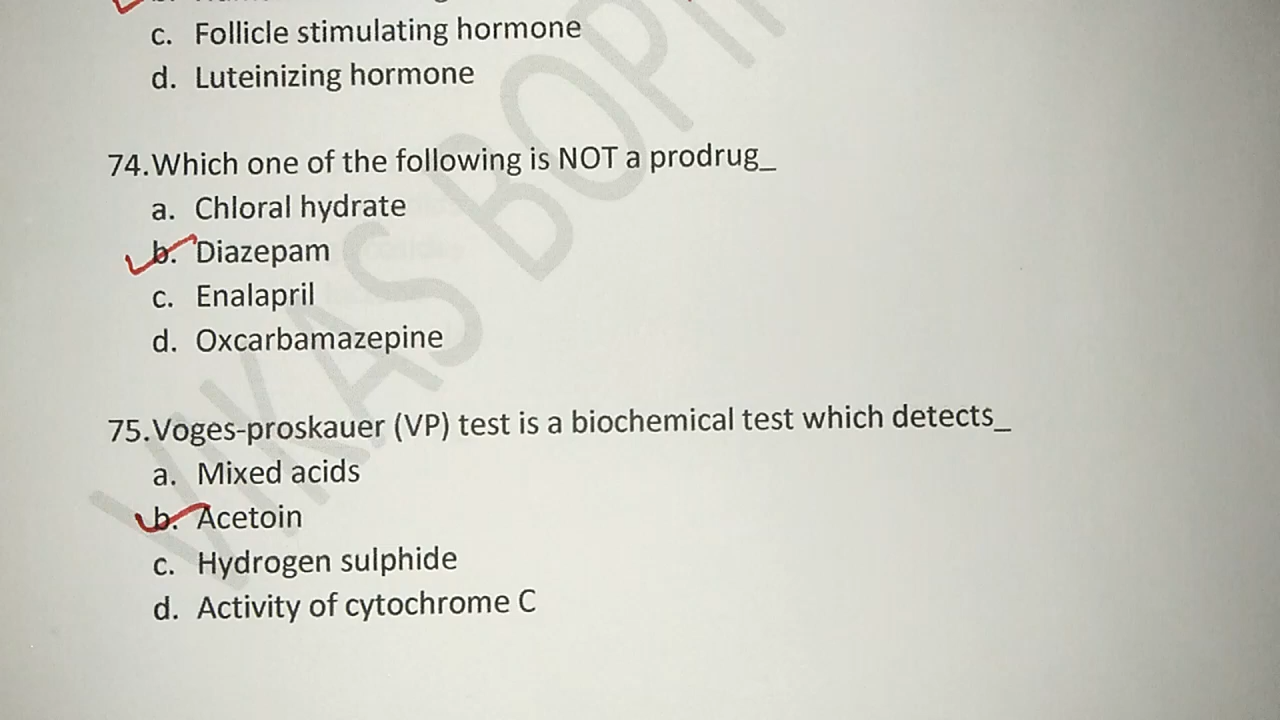 c. Follicle stimulating hormone
d. Luteinizing hormone
74.Which one of the following is NOT a prodrug_
a. Chloral hydrate
b. Diazepam
c. Enalapril
d. Oxcarbamazepine
75.Voges-proskauer (VP) test is a biochemical test which detects_
a. Mixed acids
b. Acetoin
c. Hydrogen sulphide
d. Activity of cytochrome C
VIKAS